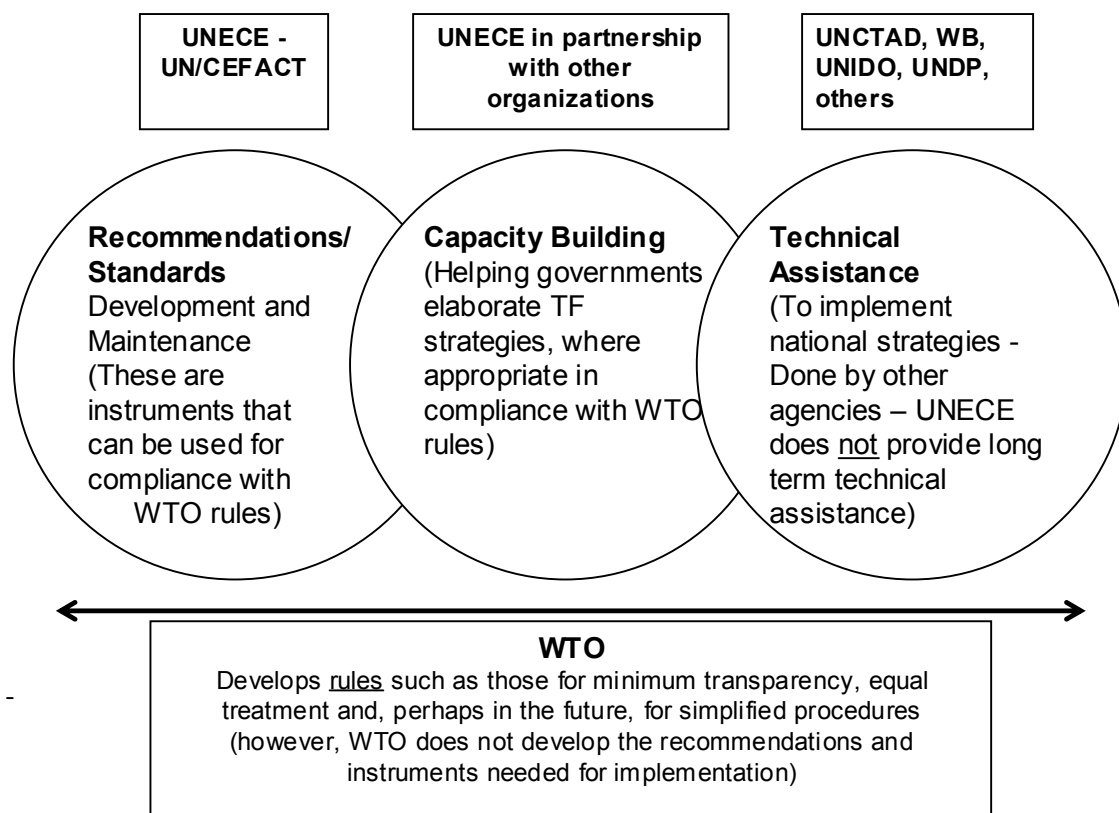 UNECE -
UN/CEFACT
UNECE in partnership
with other
organizations
UNCTAD, WB,
UNIDO, UNDP,
others
Recommendations/
Standards
Development and
Maintenance
(These are
instruments that
can be used for
compliance with
WTO rules)
Capacity Building
(Helping governments
elaborate TF
strategies, where
appropriate in
compliance with WTO
rules)
Technical
Assistance
(To implement
national strategies -
Done by other
agencies – UNECE
does not provide long
term technical
assistance)
WTO
Develops rules such as those for minimum transparency, equal
treatment and, perhaps in the future, for simplified procedures
(however, WTO does not develop the recommendations and
instruments needed for implementation)
-